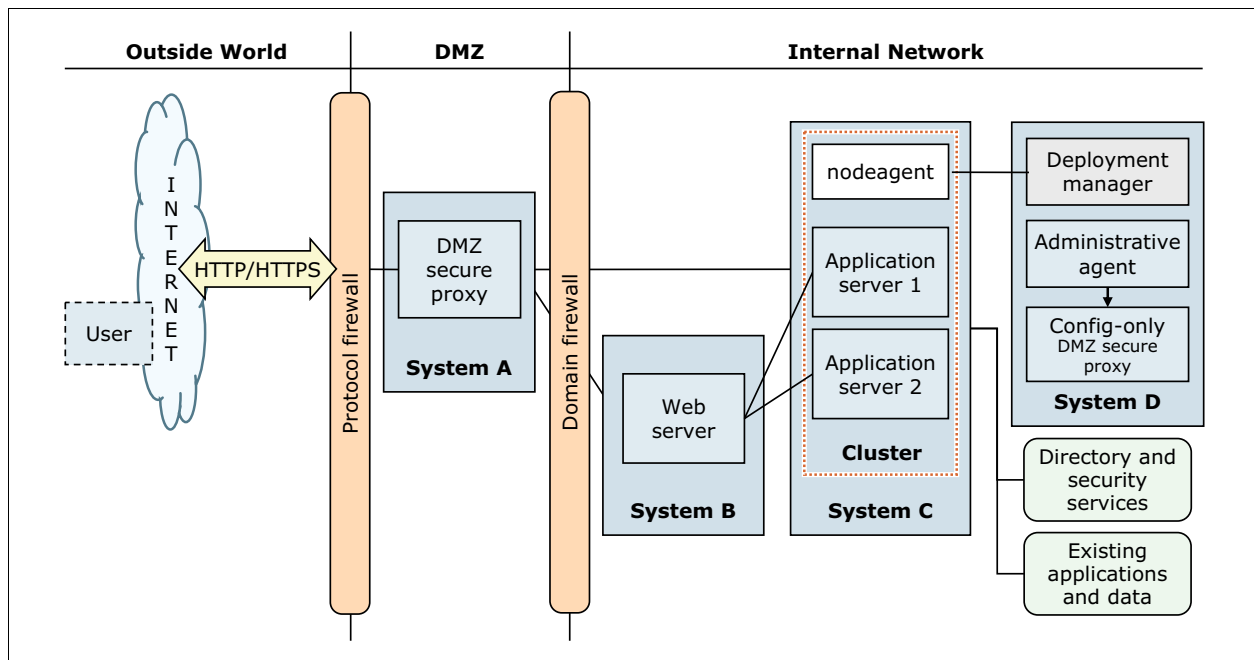 Outside World
DMZ
Internal Network
INTERNET
HTTP/HTTPS
User
Protocol firewall
DMZ
secure
proxy
System A
Domain firewall
Web
server
System B
nodeagent
Application
server 1
Application
server 2
Cluster
System C
Deployment
manager
Administrative
agent
Config-only
DMZ secure
proxy
System D
Directory and
security
services
Existing
applications
and data